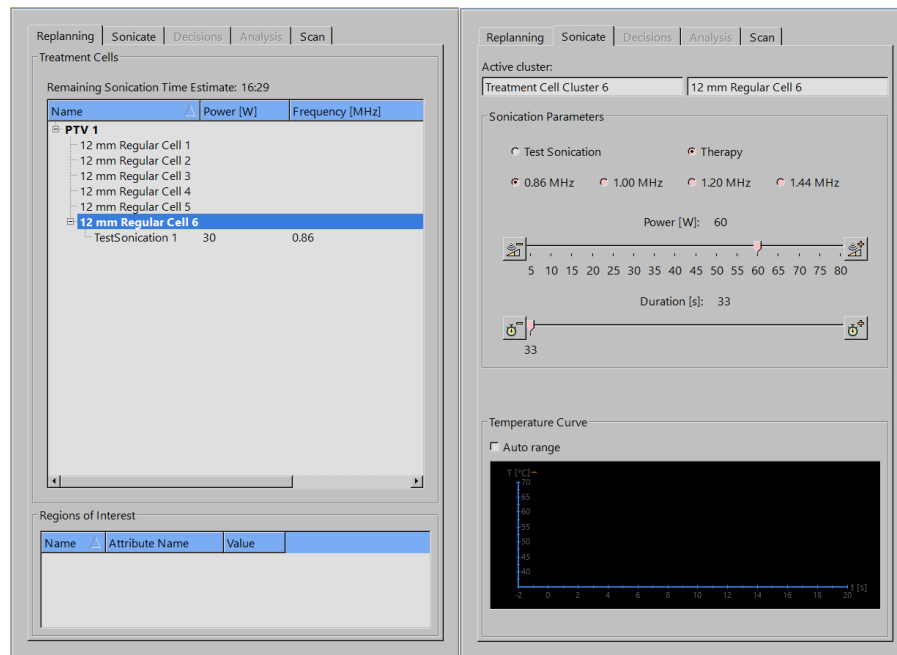 Replanning Sonicate Decisions Analysis Scan
Treatment Cells
Remaining Sonication Time Estimate: 16:29
Name Power [W] Frequency [MHz]
PTV 1
12 mm Regular Cell 1
12 mm Regular Cell 2
12 mm Regular Cell 3
12 mm Regular Cell 4
12 mm Regular Cell 5
12 mm Regular Cell 6
TestSonication 1 30 0.86
Regions of Interest
Name Attribute Name Value
Replanning Sonicate Decisions Analysis Scan
Active cluster:
Treatment Cell Cluster 6 12 mm Regular Cell 6
Sonication Parameters
Test Sonication Therapy
0.86 MHz 1.00 MHz 1.20 MHz 1.44 MHz
Power [W]: 60
5 10 15 20 25 30 35 40 45 50 55 60 65 70 75 80
Duration [s]: 33
33
Temperature Curve
Auto range
T [°C]
70
65
60
55
50
45
40
t [s]
-2 0 2 4 6 8 10 12 14 16 18 20